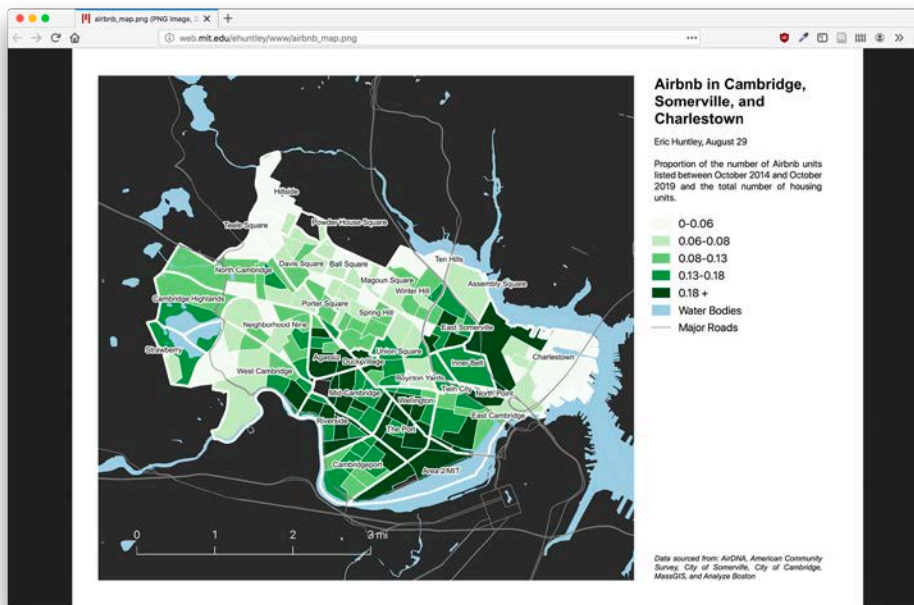 airbnb_map.png (PNG Image, 2
web.mit.edu/ehuntley/www/airbnb_map.png
Airbnb in Cambridge,
Somerville, and
Charlestown
Eric Huntley, August 29
Proportion of the number of Airbnb units
listed between October 2014 and October
2019 and the total number of housing
units.
0-0.06
0.06-0.08
0.08-0.13
0.13-0.18
0.18 +
Water Bodies
Major Roads
Hillside
Teele Square
Powder House Square
Davis Square
Ball Square
Ten Hills
North Cambridge
Magoun Square
Assembly Square
Winter Hill
Cambridge Highlands
Porter Square
Spring Hill
Neighborhood Nine
East Somerville
Strawberry
Agassiz
Union Square
Duck Village
Inner Belt
Charlestown
West Cambridge
Boynton Yards
Twin City
Mid-Cambridge
Wellington
North Point
East Cambridge
Riverside
The Port
Cambridgeport
Area 2/MIT
0 1 2 3 mi
Data sourced from: AirDNA, American Community
Survey, City of Somerville, City of Cambridge,
MassGIS, and Analyze Boston